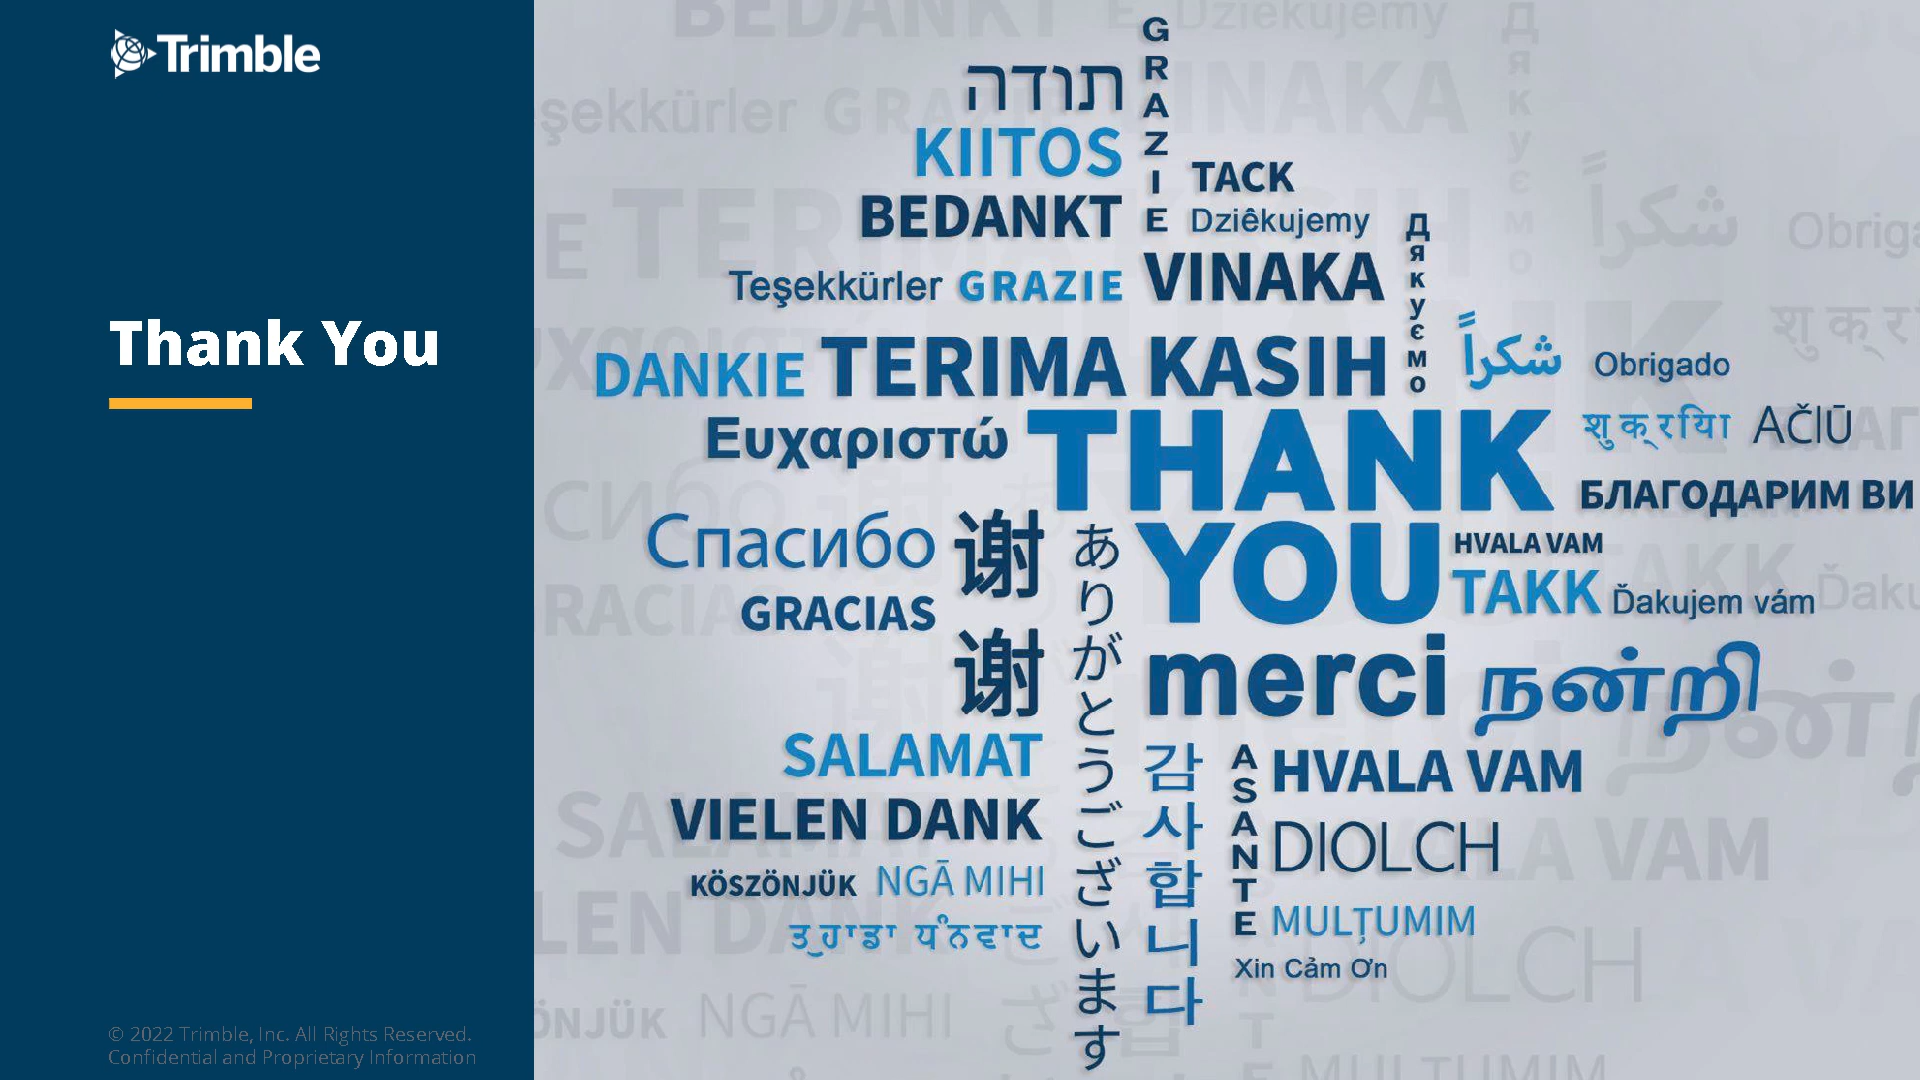 Trimble
Thank You
© 2022 Trimble, Inc. All Rights Reserved.
Confidential and Proprietary Information
GRAZIE
תודה
KIITOS
TACK
BEDANKT
Dziêkujemy
Дякуємо
Teşekkürler GRAZIE VINAKA
DANKIE TERIMA KASIH
شكراً
Obrigado
Ευχαριστώ THANK
शुक्रिया AČIŪ
БЛАГОДАРИМ ВИ
Спасибо
谢谢
ありがとうございます
YOU
HVALA VAM
TAKK Ďakujem vám
GRACIAS
merci நன்றி
SALAMAT
감사합니다
ASANTE
HVALA VAM
VIELEN DANK
DIOLCH
KÖSZÖNJÜK NGĀ MIHI
MULȚUMIM
ਤੁਹਾਡਾ ਧੰਨਵਾਦ
Xin Cảm Ơn